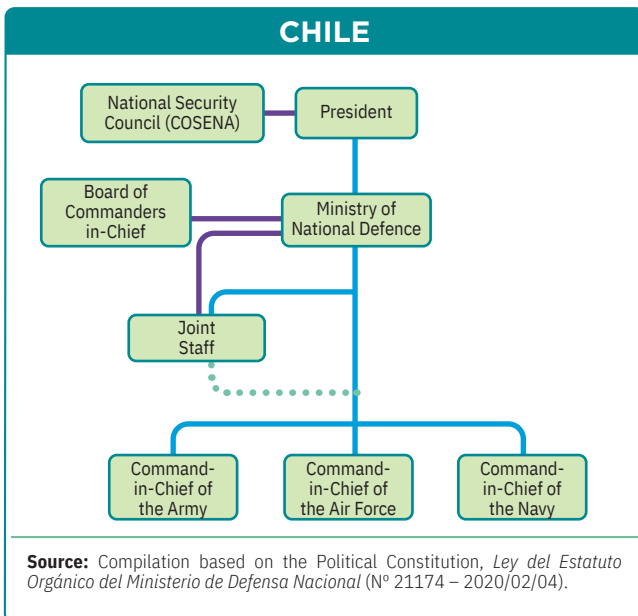 CHILE
National Security
Council (COSENA)
President
Board of
Commanders
in-Chief
Ministry of
National Defence
Joint
Staff
Command-
in-Chief of
the Army
Command-
in-Chief of
the Air Force
Command-
in-Chief of
the Navy
Source: Compilation based on the Political Constitution, Ley del Estatuto
Orgánico del Ministerio de Defensa Nacional (Nº 21174 – 2020/02/04).